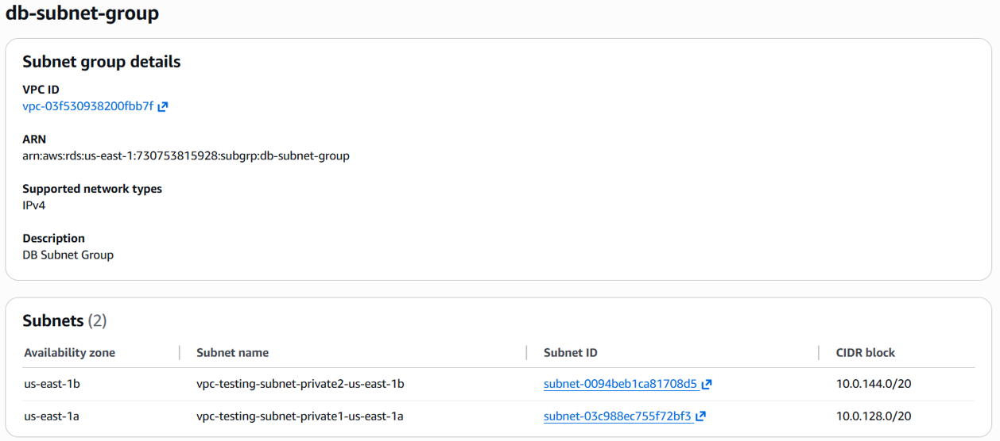 db-subnet-group
Subnet group details
VPC ID
vpc-03f530938200fbb7f
ARN
arn:aws:rds:us-east-1:730753815928:subgrp:db-subnet-group
Supported network types
IPv4
Description
DB Subnet Group
Subnets (2)
Availability zone Subnet name Subnet ID CIDR block
us-east-1b vpc-testing-subnet-private2-us-east-1b subnet-0094beb1ca81708d5 10.0.144.0/20
us-east-1a vpc-testing-subnet-private1-us-east-1a subnet-03c988ec755f72bf3 10.0.128.0/20